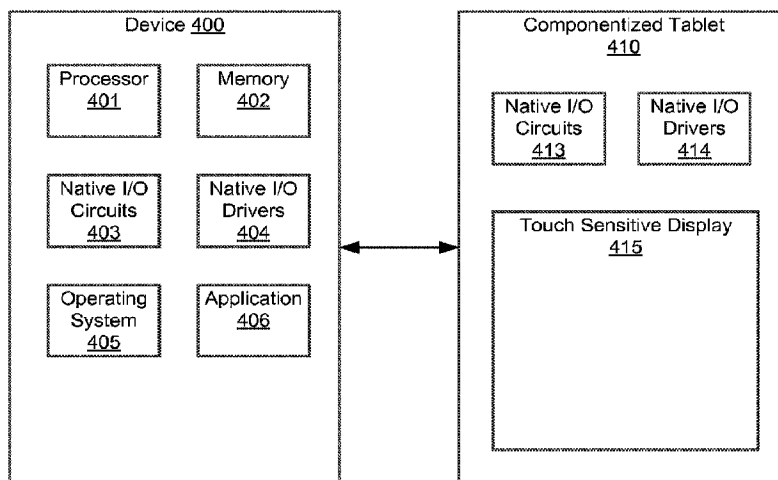 Device 400
Processor
401
Memory
402
Native I/O
Circuits
403
Native I/O
Drivers
404
Operating
System
405
Application
406
Componentized Tablet
410
Native I/O
Circuits
413
Native I/O
Drivers
414
Touch Sensitive Display
415